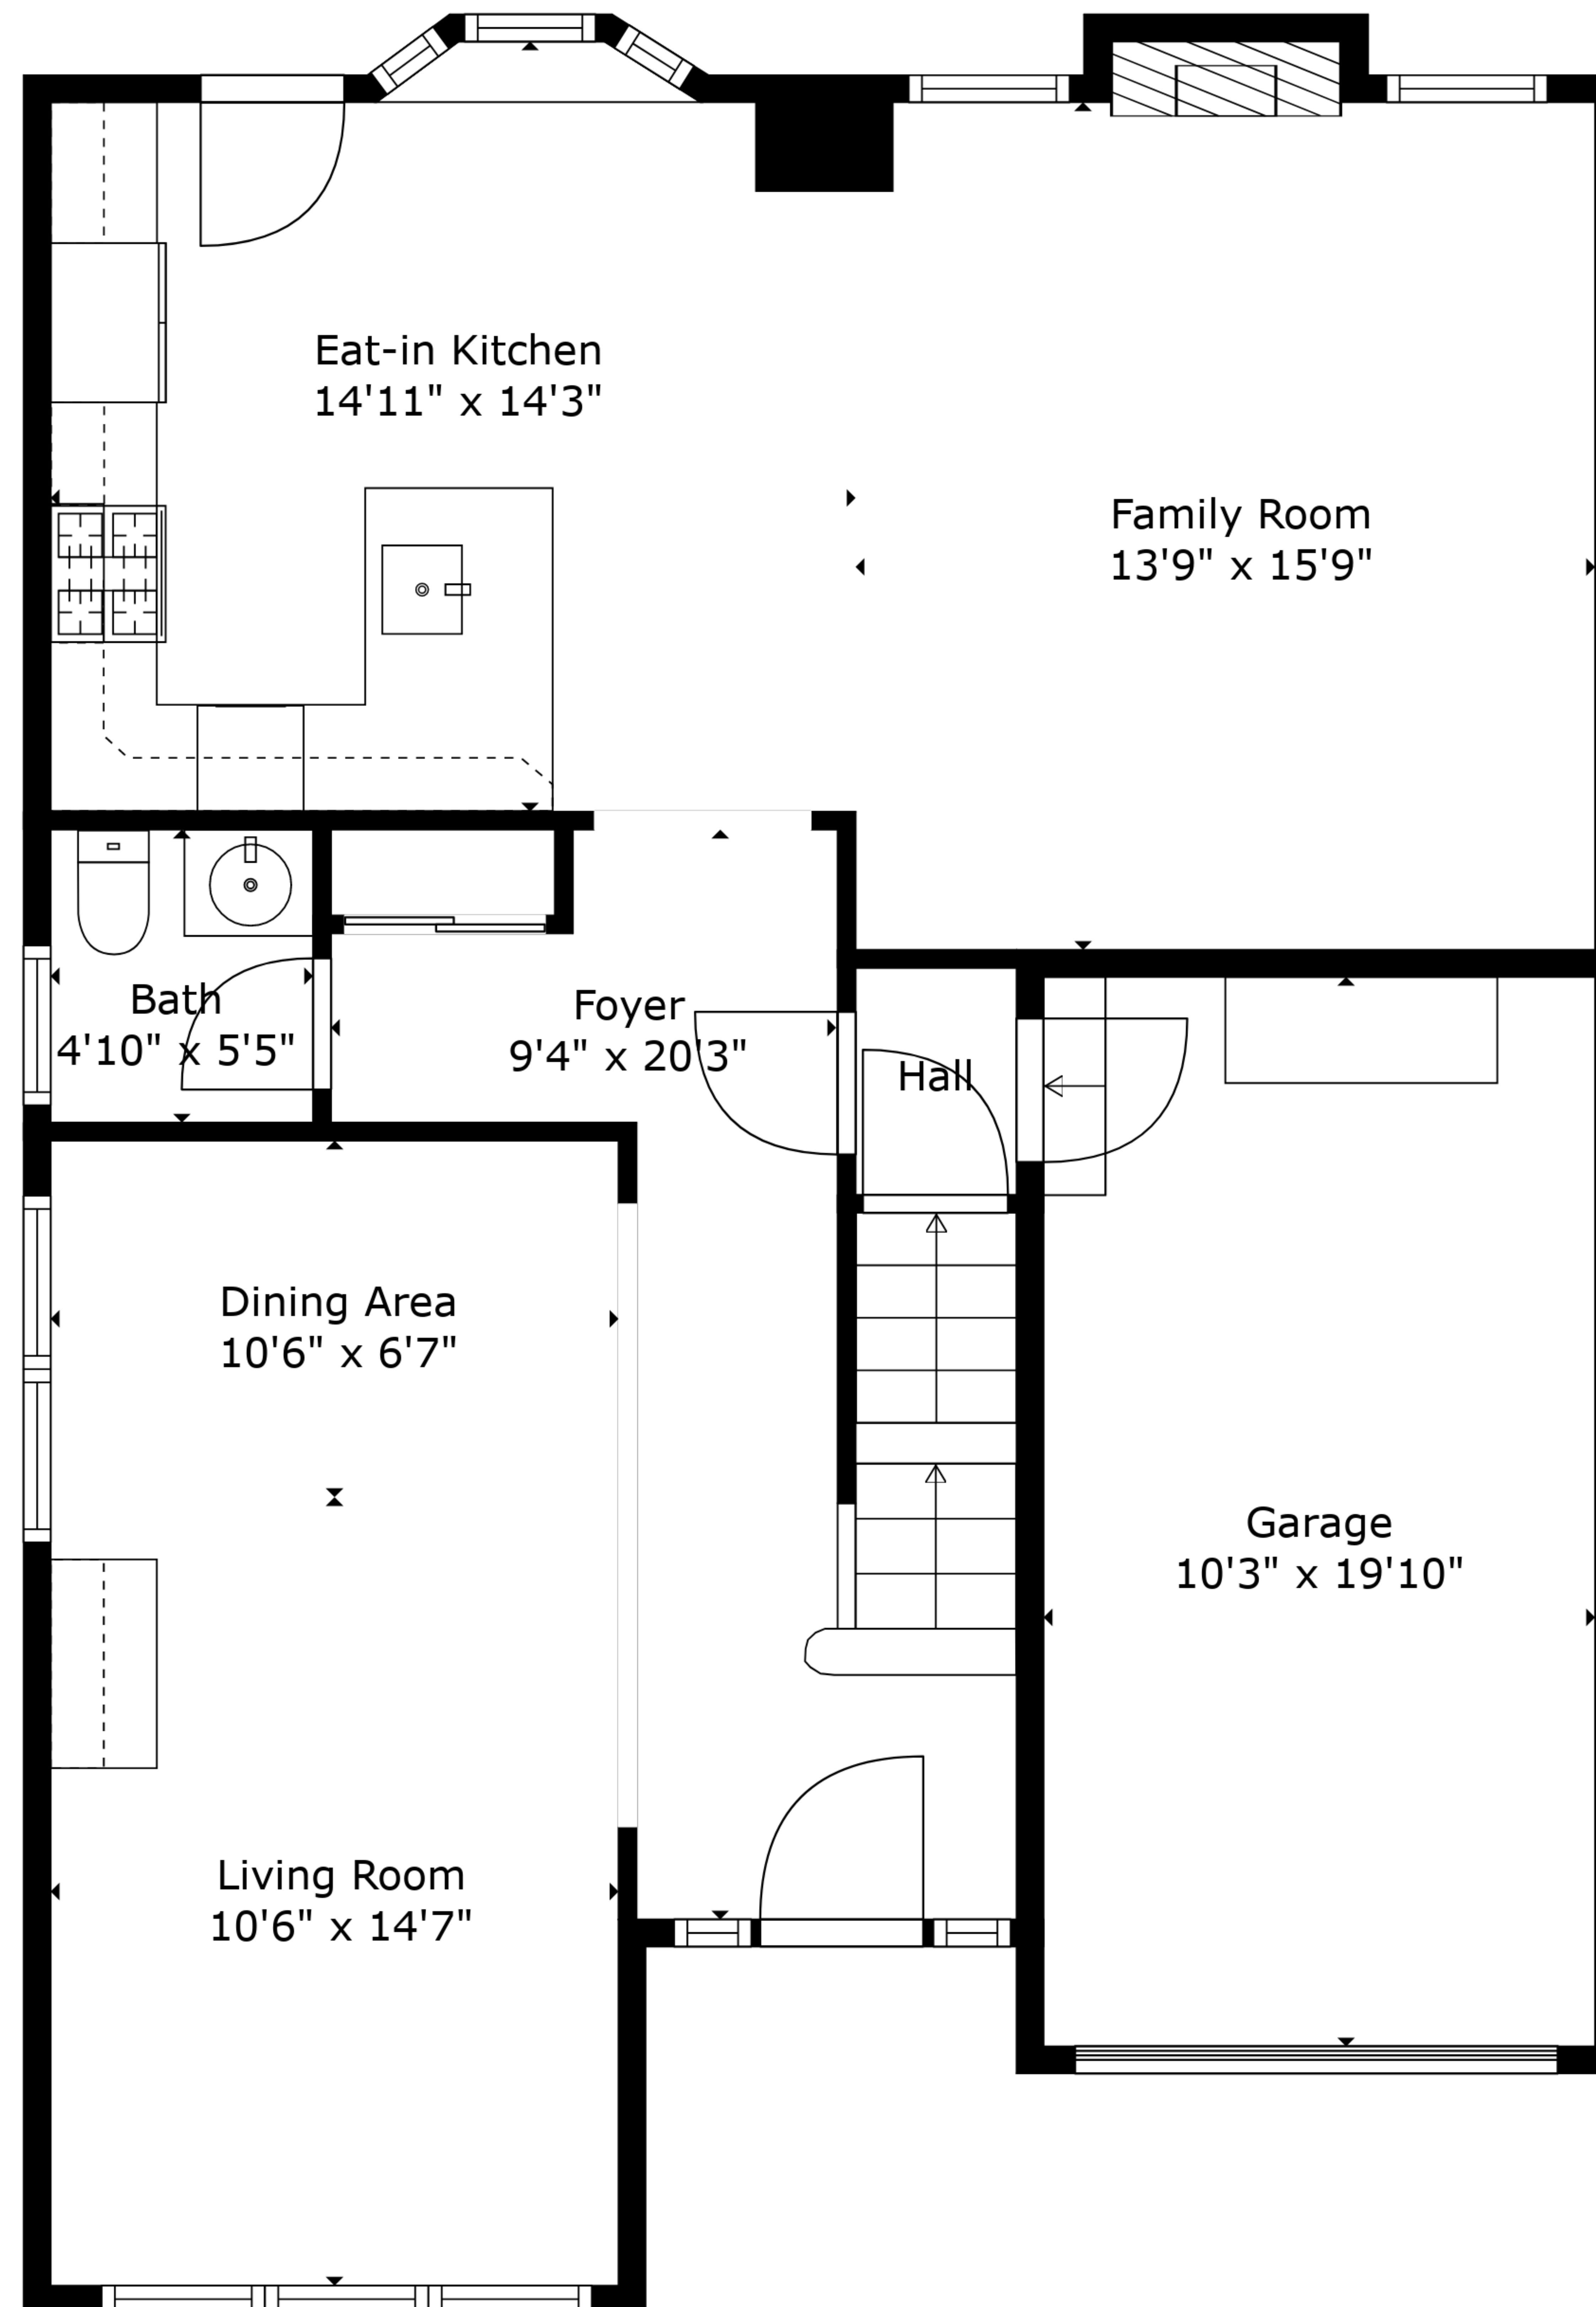 Eat-in Kitchen
14'11" x 14'3"
Family Room
13'9" x 15'9"
Bath
4'10" x 5'5"
Foyer
9'4" x 20'3"
Hall
Dining Area
10'6" x 6'7"
Garage
10'3" x 19'10"
Living Room
10'6" x 14'7"